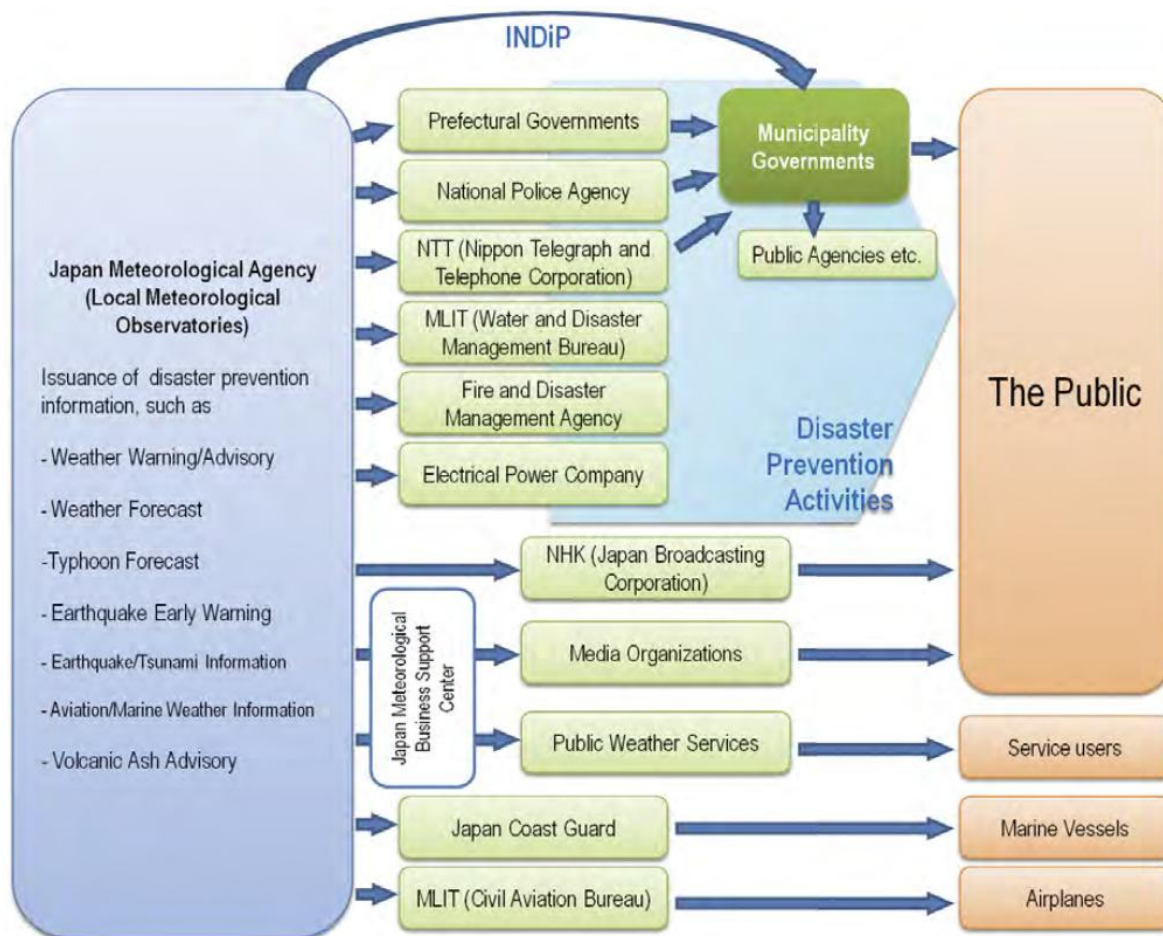 INDiP
Japan Meteorological Agency
(Local Meteorological
Observatories)
Issuance of disaster prevention
information, such as
- Weather Warning/Advisory
- Weather Forecast
-Typhoon Forecast
- Earthquake Early Warning
- Earthquake/Tsunami Information
- Aviation/Marine Weather Information
- Volcanic Ash Advisory
Prefectural Governments
National Police Agency
NTT (Nippon Telegraph and
Telephone Corporation)
MLIT (Water and Disaster
Management Bureau)
Fire and Disaster
Management Agency
Electrical Power Company
Municipality
Governments
Public Agencies etc.
Disaster
Prevention
Activities
Japan Meteorological
Business Support
Center
NHK (Japan Broadcasting
Corporation)
Media Organizations
Public Weather Services
Japan Coast Guard
MLIT (Civil Aviation Bureau)
The Public
Service users
Marine Vessels
Airplanes